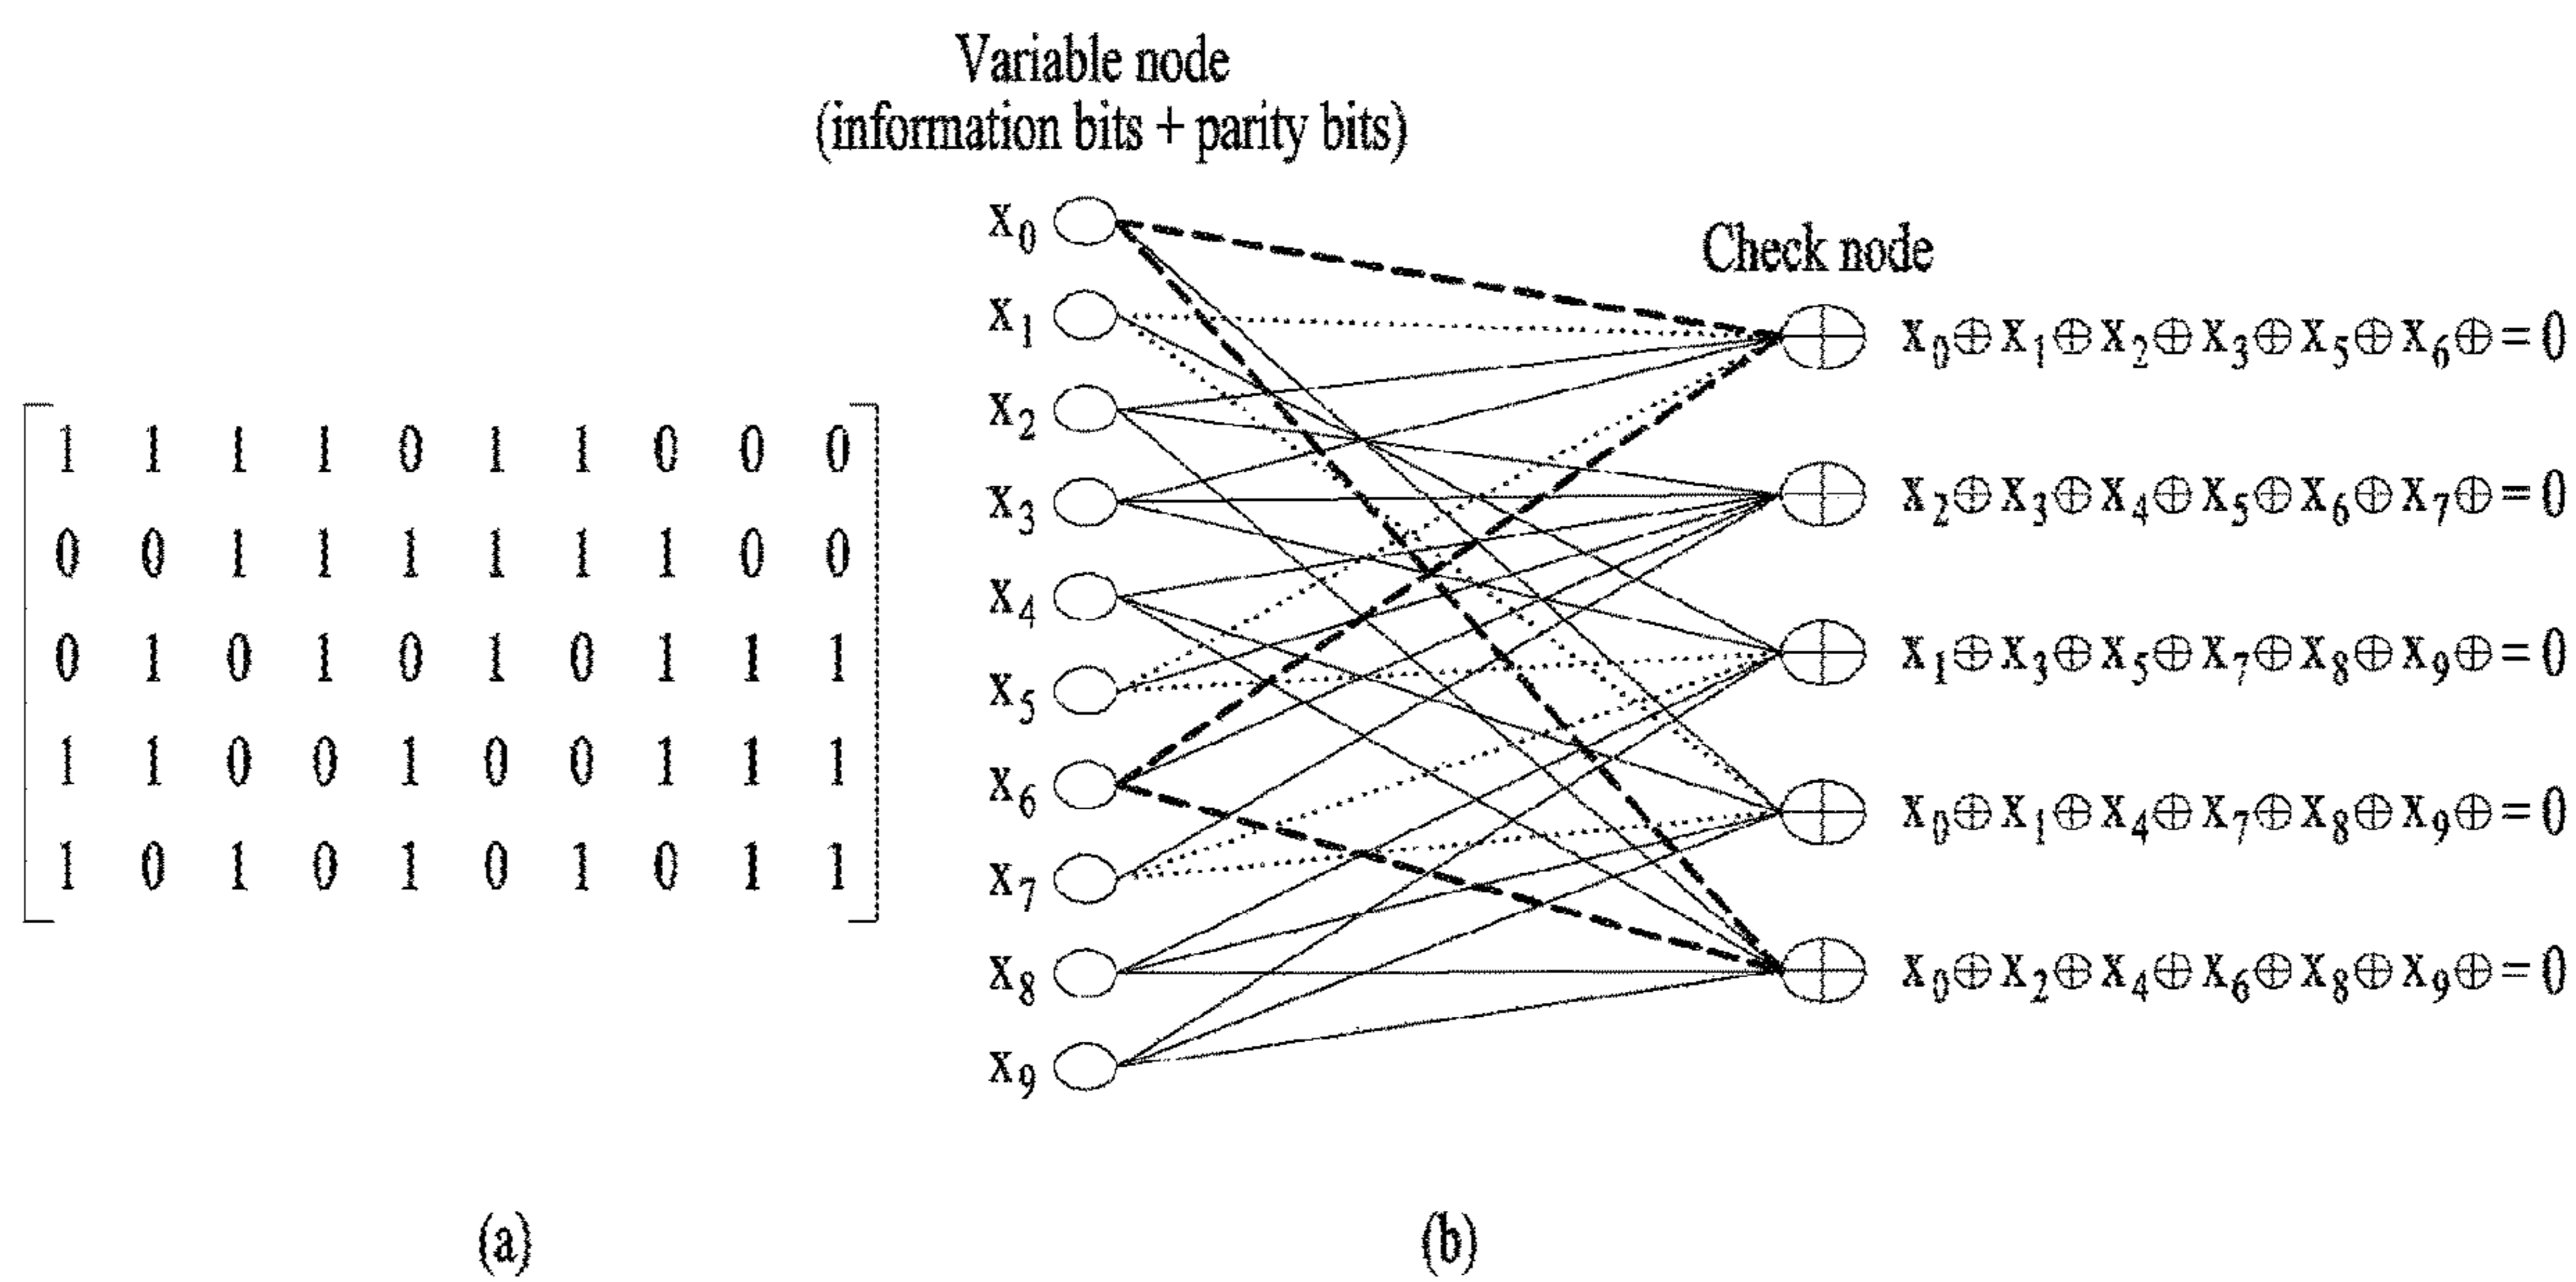 Variable node
(information bits + parity bits)
Check node
x0
x1
x2
x3
x4
x5
x6
x7
x8
x9
x0⊕x1⊕x2⊕x3⊕x5⊕x6⊕=0
x2⊕x3⊕x4⊕x5⊕x6⊕x7⊕=0
x1⊕x3⊕x5⊕x7⊕x8⊕x9⊕=0
x0⊕x1⊕x4⊕x7⊕x8⊕x9⊕=0
x0⊕x2⊕x4⊕x6⊕x8⊕x9⊕=0
1 1 1 1 0 1 1 0 0 0
0 0 1 1 1 1 1 1 0 0
0 1 0 1 0 1 0 1 1 1
1 1 0 0 1 0 0 1 1 1
1 0 1 0 1 0 1 0 1 1
(a)
(b)